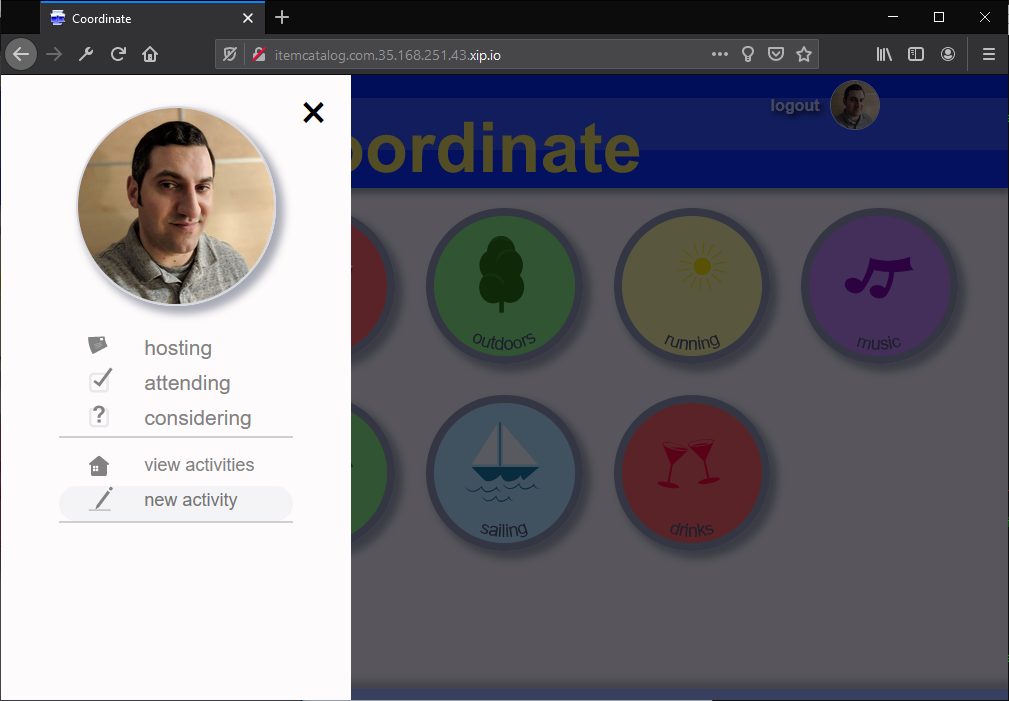 Coordinate
itemcatalog.com.35.168.251.43.xip.io
logout
oordinate
hosting
attending
considering
view activities
new activity
outdoors
running
music
sailing
drinks